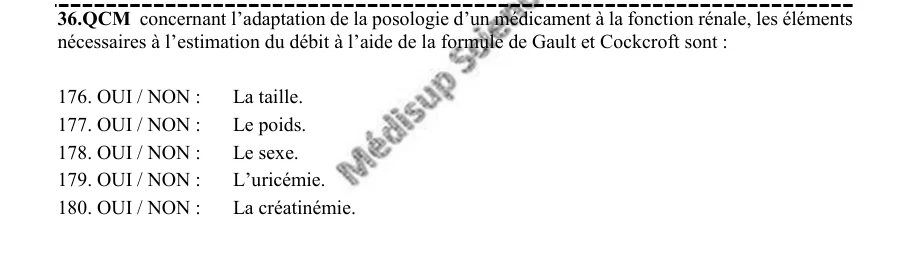 36.QCM concernant l'adaptation de la posologie d'un médicament à la fonction rénale, les éléments
nécessaires à l'estimation du débit à l'aide de la formule de Gault et Cockcroft sont :
176. OUI / NON : La taille.
177. OUI / NON : Le poids.
178. OUI / NON : Le sexe.
179. OUI / NON : L'uricémie.
180. OUI / NON : La créatinémie.
Médisup